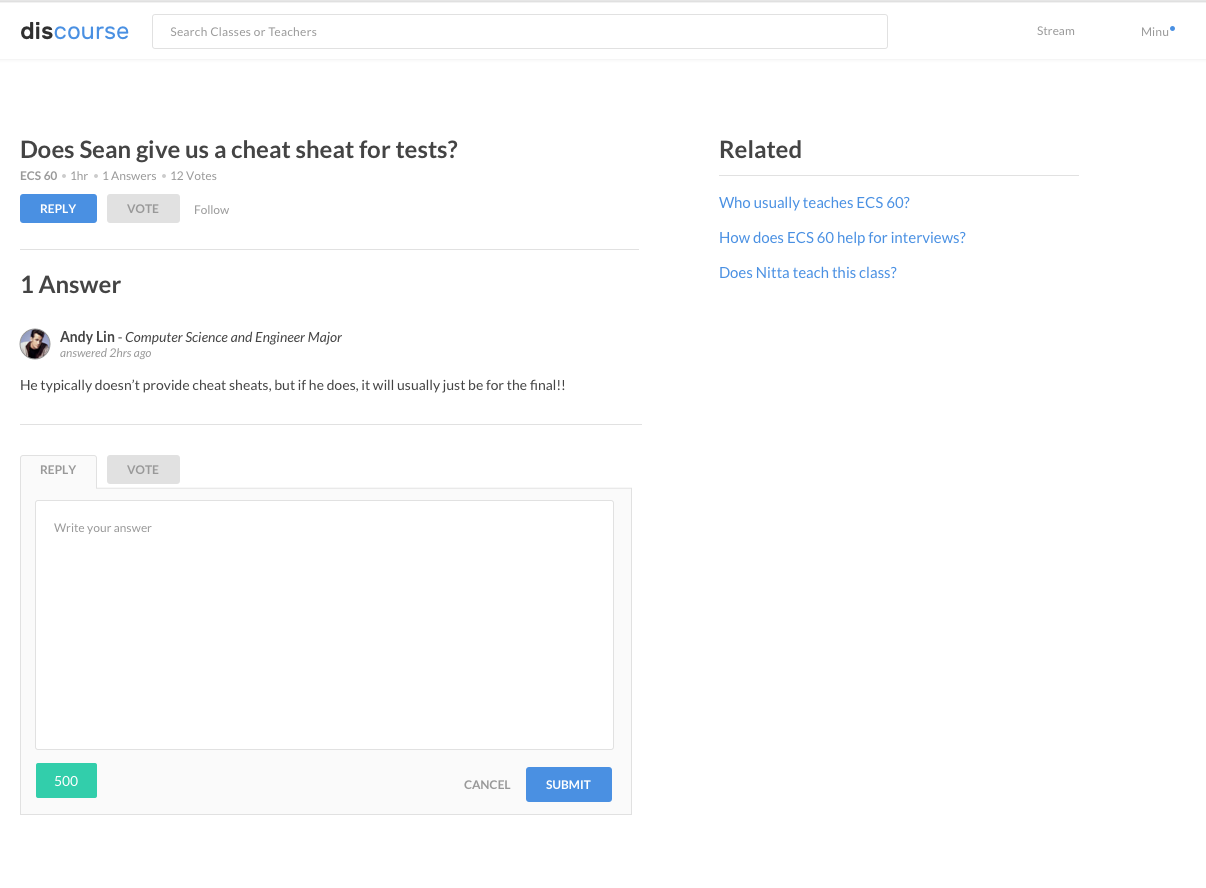 discourse
Search Classes or Teachers
Stream
Minu
Does Sean give us a cheat sheat for tests?
ECS 60 • 1hr • 1 Answers • 12 Votes
REPLY VOTE Follow
1 Answer
Andy Lin - Computer Science and Engineer Major
answered 2hrs ago
He typically doesn’t provide cheat sheats, but if he does, it will usually just be for the final!!
REPLY VOTE
Write your answer
500 CANCEL SUBMIT
Related
Who usually teaches ECS 60?
How does ECS 60 help for interviews?
Does Nitta teach this class?